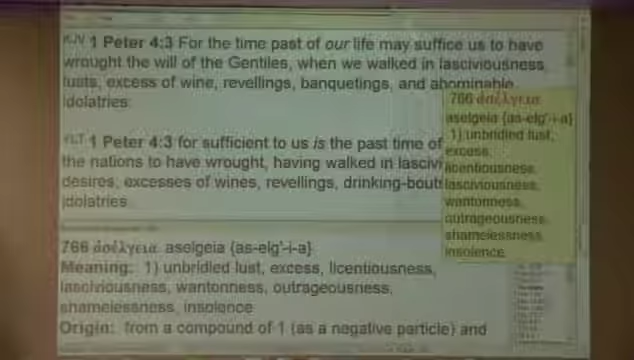 KJV 1 Peter 4:3 For the time past of our life may suffice us to have
wrought the will of the Gentiles, when we walked in lasciviousness,
lusts, excess of wine, revellings, banquetings, and abominable
idolatries:
YLT 1 Peter 4:3 for sufficient to us is the past time of
the nations to have wrought, having walked in lascivi
desires, excesses of wines, revellings, drinking-bouts
idolatries
766 ἀσέλγεια
aselgeia {as-elg'-i-a}
1) unbridled lust,
excess,
licentiousness,
lasciviousness,
wantonness,
outrageousness,
shamelessness,
insolence
766 ἀσέλγεια aselgeia {as-elg'-i-a}
Meaning: 1) unbridled lust, excess, licentiousness,
lasciviousness, wantonness, outrageousness,
shamelessness, insolence
Origin: from a compound of 1 (as a negative particle) and